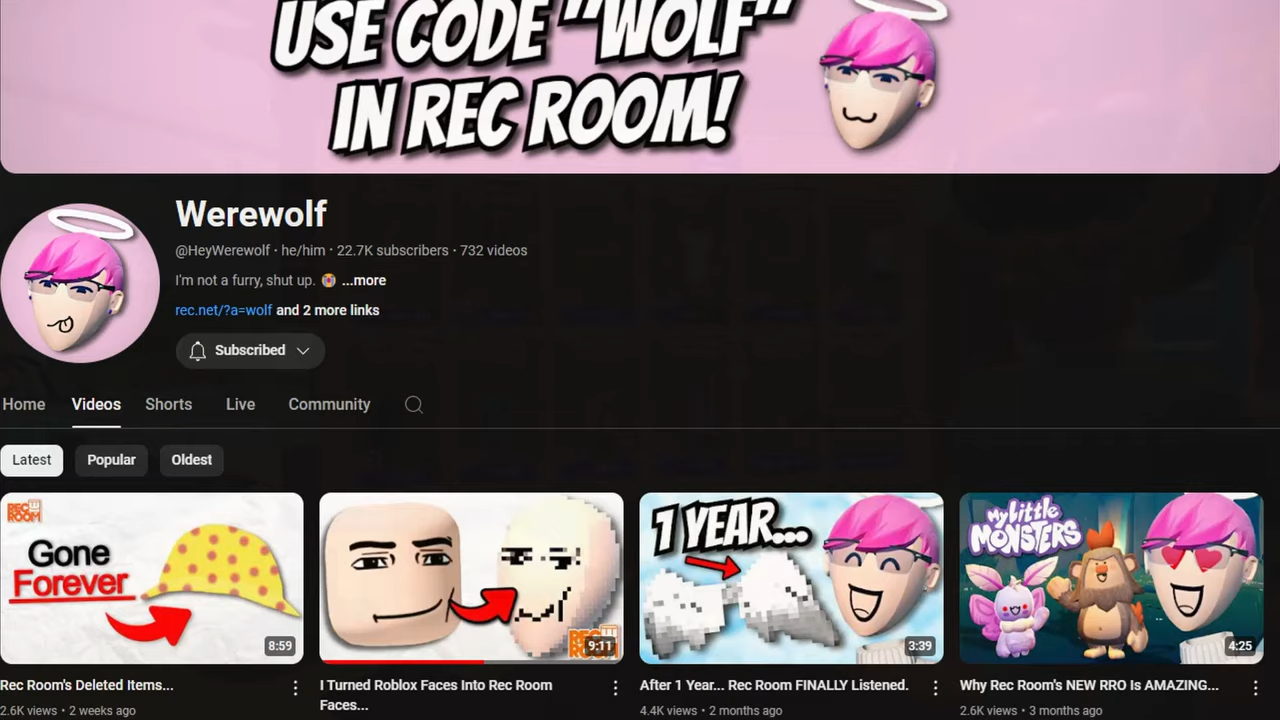 USE CODE "WOLF"
IN REC ROOM!
Werewolf
@HeyWerewolf · he/him · 22.7K subscribers · 732 videos
I'm not a furry, shut up. 😭 ...more
rec.net/?a=wolf and 2 more links
Subscribed
Home Videos Shorts Live Community
Latest Popular Oldest
REC ROOM
Gone
Forever
8:59
REC ROOM
9:11
1 YEAR...
3:39
My Little
MONSTERS
4:25
Rec Room's Deleted Items...
2.6K views · 2 weeks ago
I Turned Roblox Faces Into Rec Room
Faces...
After 1 Year... Rec Room FINALLY Listened.
4.4K views · 2 months ago
Why Rec Room's NEW RRO Is AMAZING...
2.6K views · 3 months ago